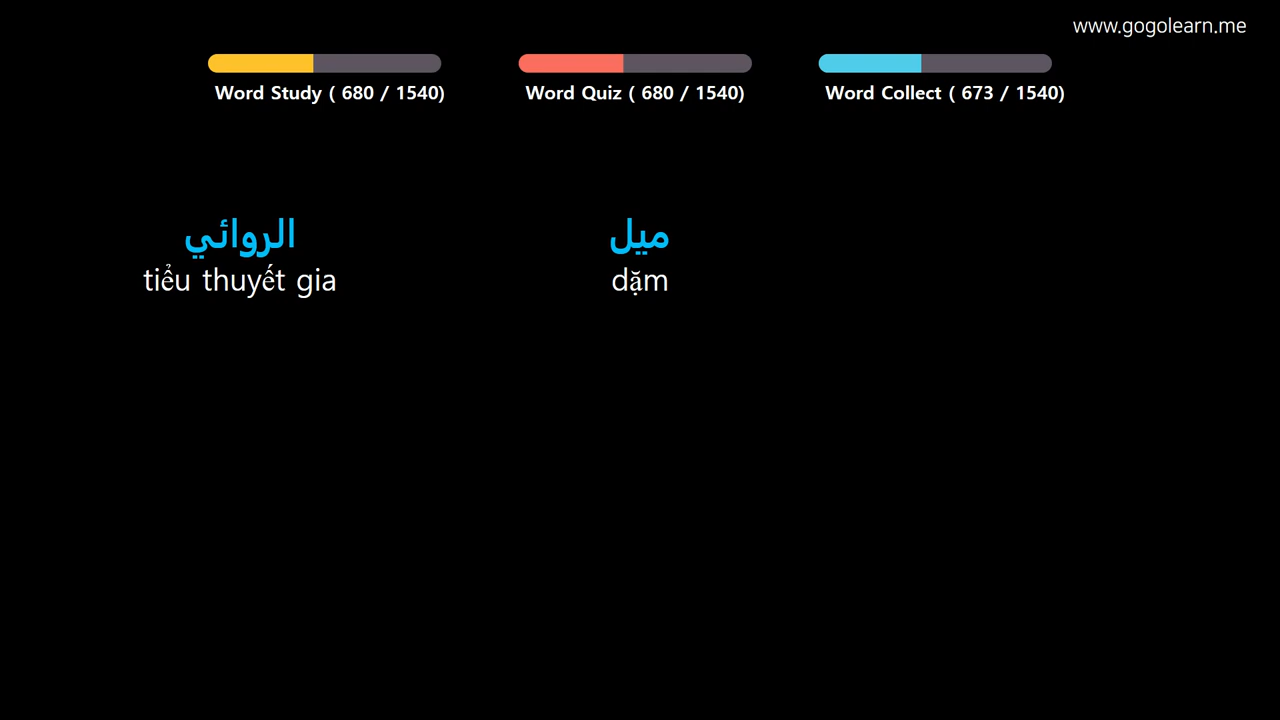 www.gogolearn.me
Word Study ( 680 / 1540)
Word Quiz ( 680 / 1540)
Word Collect ( 673 / 1540)
الروائي
tiểu thuyết gia
ميل
dặm